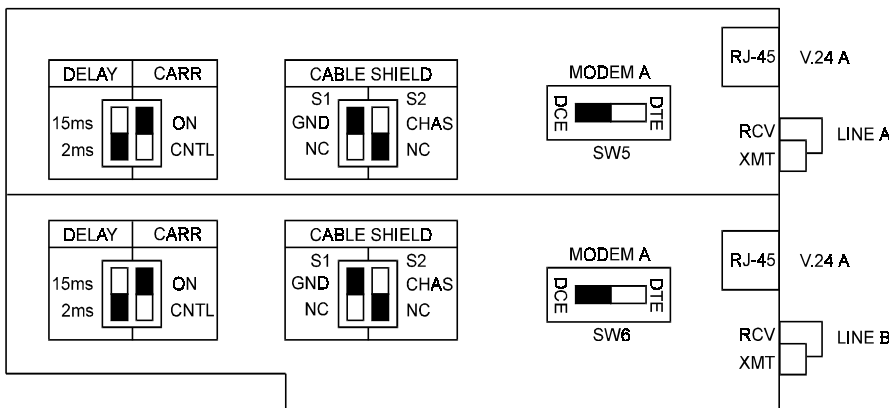 DELAY CARR
15ms ON
2ms CNTL
CABLE SHIELD
S1 S2
GND CHAS
NC NC
MODEM A
DCE DTE
SW5
RJ-45 V.24 A
RCV LINE A
XMT
DELAY CARR
15ms ON
2ms CNTL
CABLE SHIELD
S1 S2
GND CHAS
NC NC
MODEM A
DCE DTE
SW6
RJ-45 V.24 A
RCV LINE B
XMT